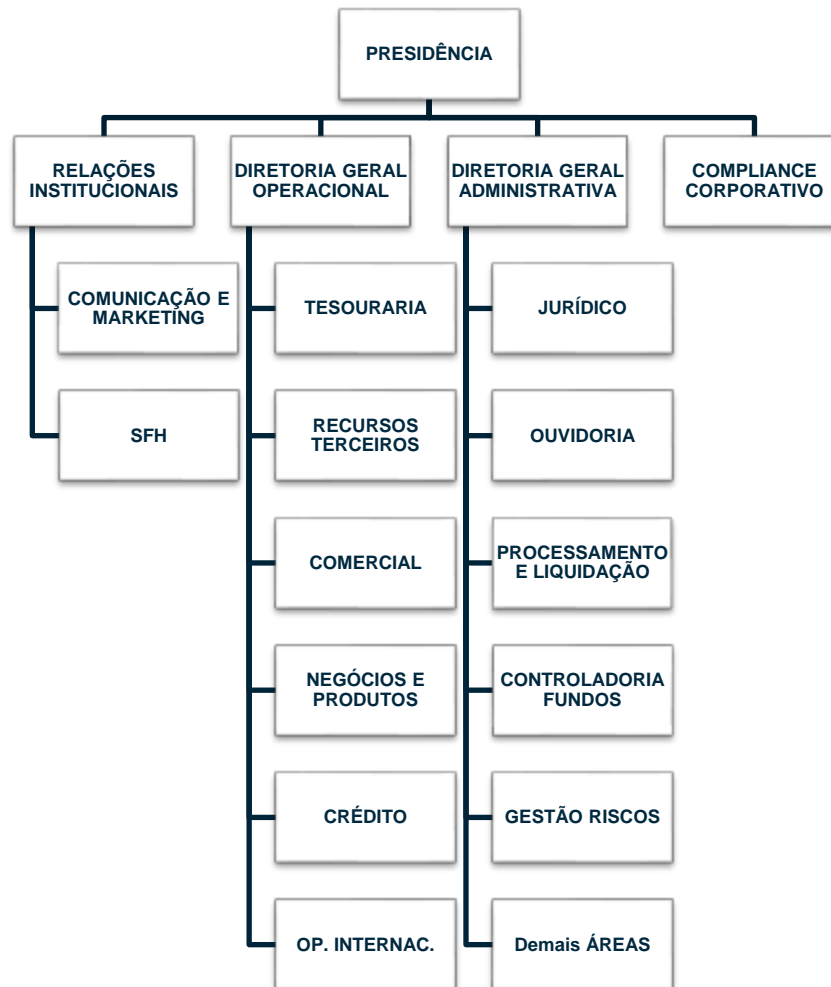 PRESIDÊNCIA
RELAÇÕES
INSTITUCIONAIS
DIRETORIA GERAL
OPERACIONAL
DIRETORIA GERAL
ADMINISTRATIVA
COMPLIANCE
CORPORATIVO
COMUNICAÇÃO E
MARKETING
SFH
TESOURARIA
RECURSOS
TERCEIROS
COMERCIAL
NEGÓCIOS E
PRODUTOS
CRÉDITO
OP. INTERNAC.
JURÍDICO
OUVIDORIA
PROCESSAMENTO
E LIQUIDAÇÃO
CONTROLADORIA
FUNDOS
GESTÃO RISCOS
Demais ÁREAS